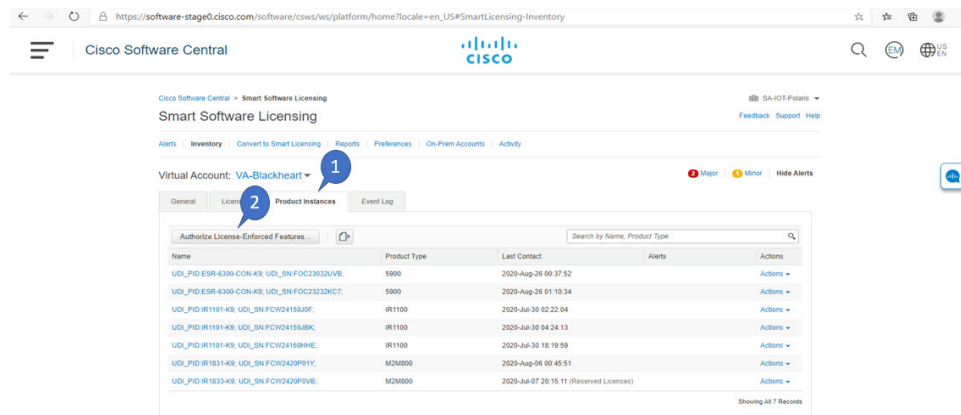 https://software-stage0.cisco.com/software/csws/ws/platform/home?locale=en_US#SmartLicensing-Inventory
Cisco Software Central
CISCO
EM
US
EN
Cisco Software Central > Smart Software Licensing
SA-IOT-Polaris
Smart Software Licensing
Feedback Support Help
Alerts Inventory Convert to Smart Licensing Reports Preferences On-Prem Accounts Activity
1
Virtual Account: VA-Blackheart
2 Major 1 Minor Hide Alerts
General 2 Product Instances Event Log
Authorize License-Enforced Features... Search by Name, Product Type
Name Product Type Last Contact Alerts Actions
UDI_PID:ESR-6300-CON-K9; UDI_SN:FOC23032UVB; 5900 2020-Aug-26 00:37:52 Actions
UDI_PID:ESR-6300-CON-K9; UDI_SN:FOC23232KC7; 5900 2020-Aug-26 01:10:34 Actions
UDI_PID:IR1101-K9; UDI_SN:FCW24150J0F; IR1100 2020-Jul-30 02:22:04 Actions
UDI_PID:IR1101-K9; UDI_SN:FCW24150JBK; IR1100 2020-Jul-30 04:24:13 Actions
UDI_PID:IR1101-K9; UDI_SN:FCW24160HHE; IR1100 2020-Jul-30 18:19:59 Actions
UDI_PID:IR1831-K9; UDI_SN:FCW2420P01Y; M2M800 2020-Aug-06 00:45:51 Actions
UDI_PID:IR1833-K9; UDI_SN:FCW2420P0VB; M2M800 2020-Jul-07 20:15:11 (Reserved Licenses) Actions
Showing All 7 Records